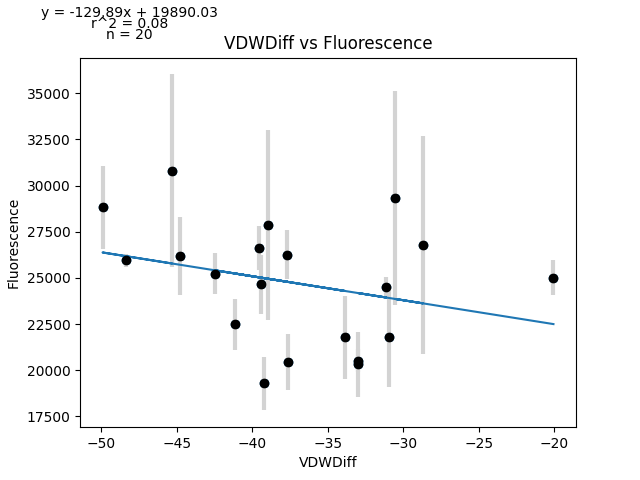 y = -129.89x + 19890.03
r^2 = 0.08
n = 20
VDWDiff vs Fluorescence
Fluorescence
35000
32500
30000
27500
25000
22500
20000
17500
−50
−45
−40
−35
−30
−25
−20
VDWDiff